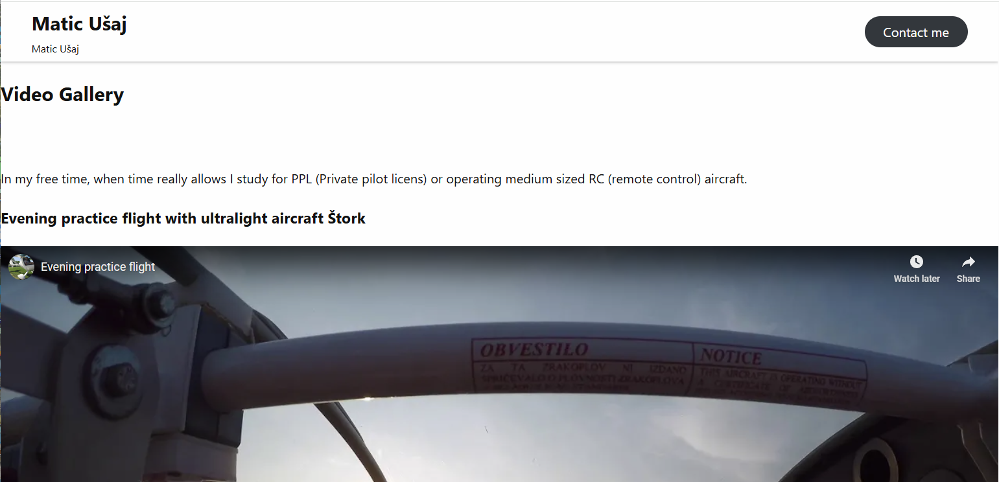 Matic Ušaj
Matic Ušaj
Contact me
Video Gallery
In my free time, when time really allows I study for PPL (Private pilot licens) or operating medium sized RC (remote control) aircraft.
Evening practice flight with ultralight aircraft Štork
Evening practice flight
Watch later
Share
OBVESTILO
ZA TA ZRAKOPLOV NI IZDANO
SPRIČEVALO O PLOVNOSTI ZRAKOPLOVA
NOTICE
THIS AIRCRAFT IS OPERATING WITHOUT
A CERTIFICATE OF